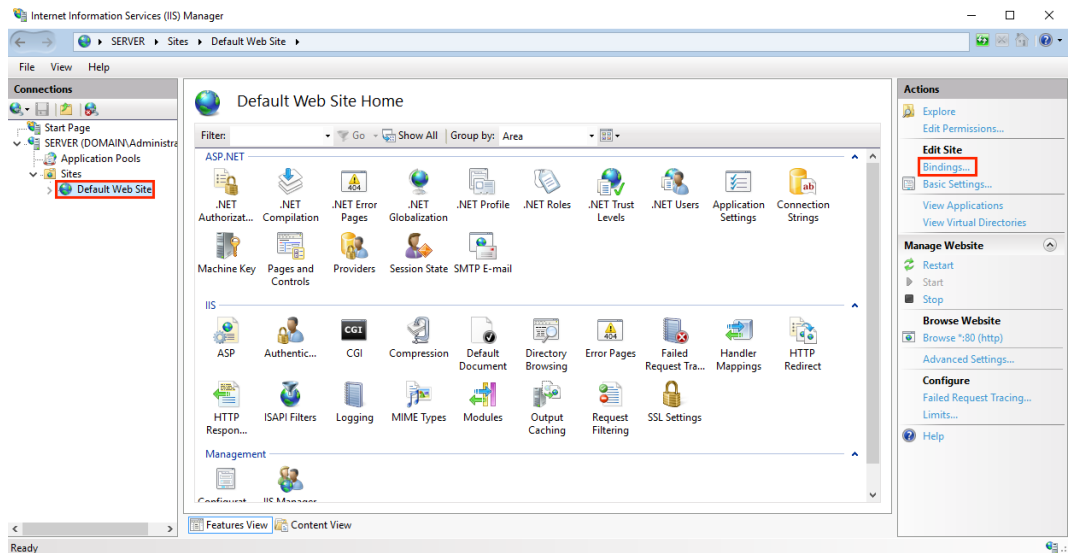 Internet Information Services (IIS) Manager
SERVER
Sites
Default Web Site
File View Help
Connections
Start Page
SERVER (DOMAIN\Administra
Application Pools
Sites
Default Web Site
Default Web Site Home
Filter: Go Show All Group by: Area
ASP.NET
.NET Authorizat...
.NET Compilation
.NET Error Pages
.NET Globalization
.NET Profile
.NET Roles
.NET Trust Levels
.NET Users
Application Settings
Connection Strings
Machine Key
Pages and Controls
Providers
Session State
SMTP E-mail
IIS
ASP
Authentic...
CGI
CGI
Compression
Default Document
Directory Browsing
404
Error Pages
Failed Request Tra...
Handler Mappings
HTTP Redirect
HTTP Respon...
ISAPI Filters
Logging
MIME Types
Modules
Output Caching
Request Filtering
SSL Settings
Management
Configurat...
IIS Manager
Features View
Content View
Actions
Explore
Edit Permissions...
Edit Site
Bindings...
Basic Settings...
View Applications
View Virtual Directories
Manage Website
Restart
Start
Stop
Browse Website
Browse *:80 (http)
Advanced Settings...
Configure
Failed Request Tracing...
Limits...
Help
Ready